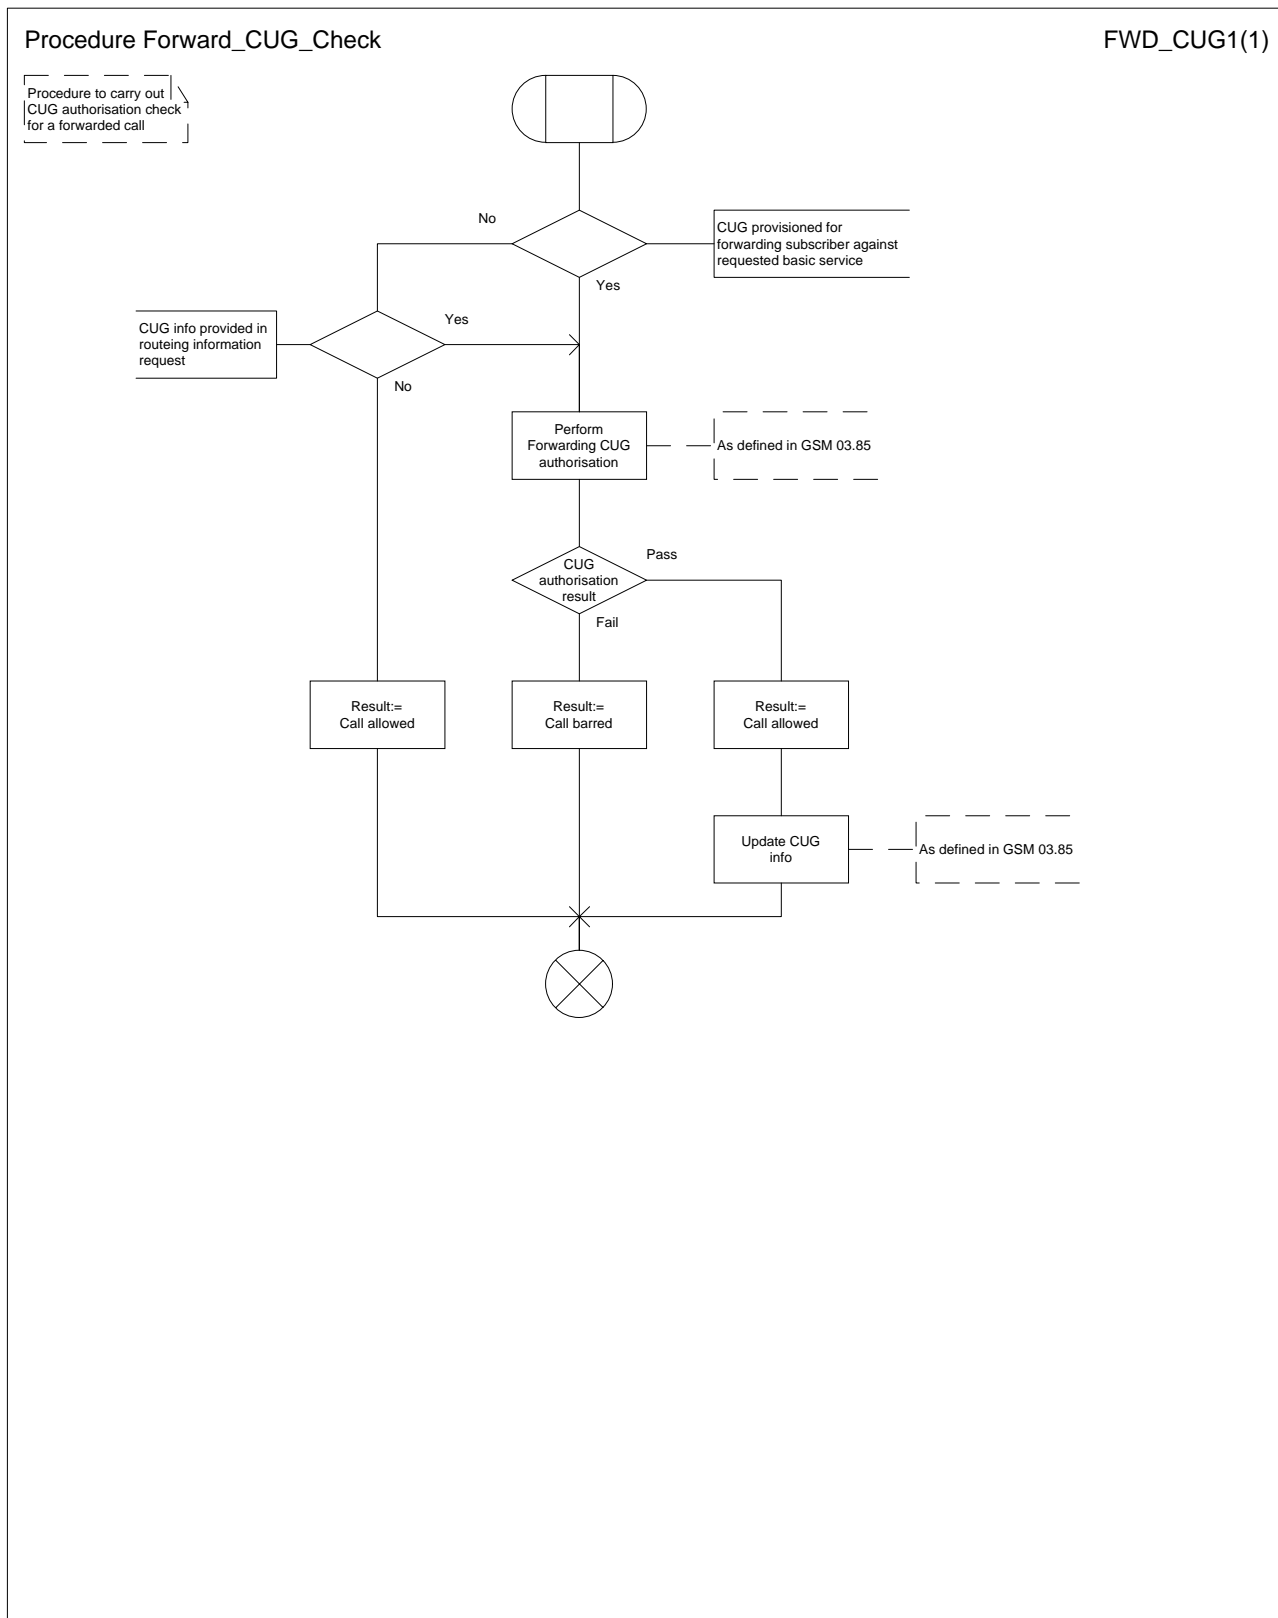 Procedure Forward_CUG_Check
FWD_CUG1(1)
Procedure to carry out
CUG authorisation check
for a forwarded call
No
CUG provisioned for
forwarding subscriber against
requested basic service
Yes
CUG info provided in
routeing information
request
Yes
No
Perform
Forwarding CUG
authorisation
As defined in GSM 03.85
CUG
authorisation
result
Pass
Fail
Result:=
Call allowed
Result:=
Call barred
Result:=
Call allowed
Update CUG
info
As defined in GSM 03.85